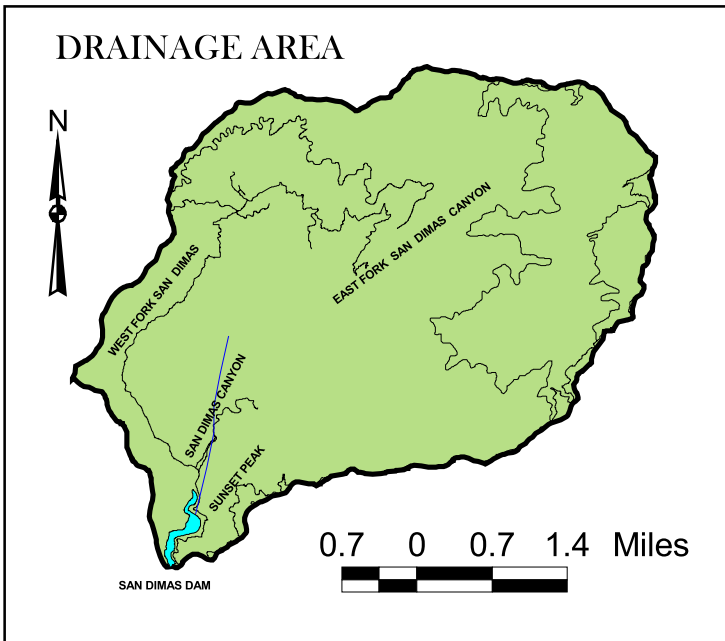 DRAINAGE AREA
N
WEST FORK SAN DIMAS
EAST FORK SAN DIMAS CANYON
SAN DIMAS CANYON
SUNSET PEAK
SAN DIMAS DAM
0.7 0 0.7 1.4 Miles